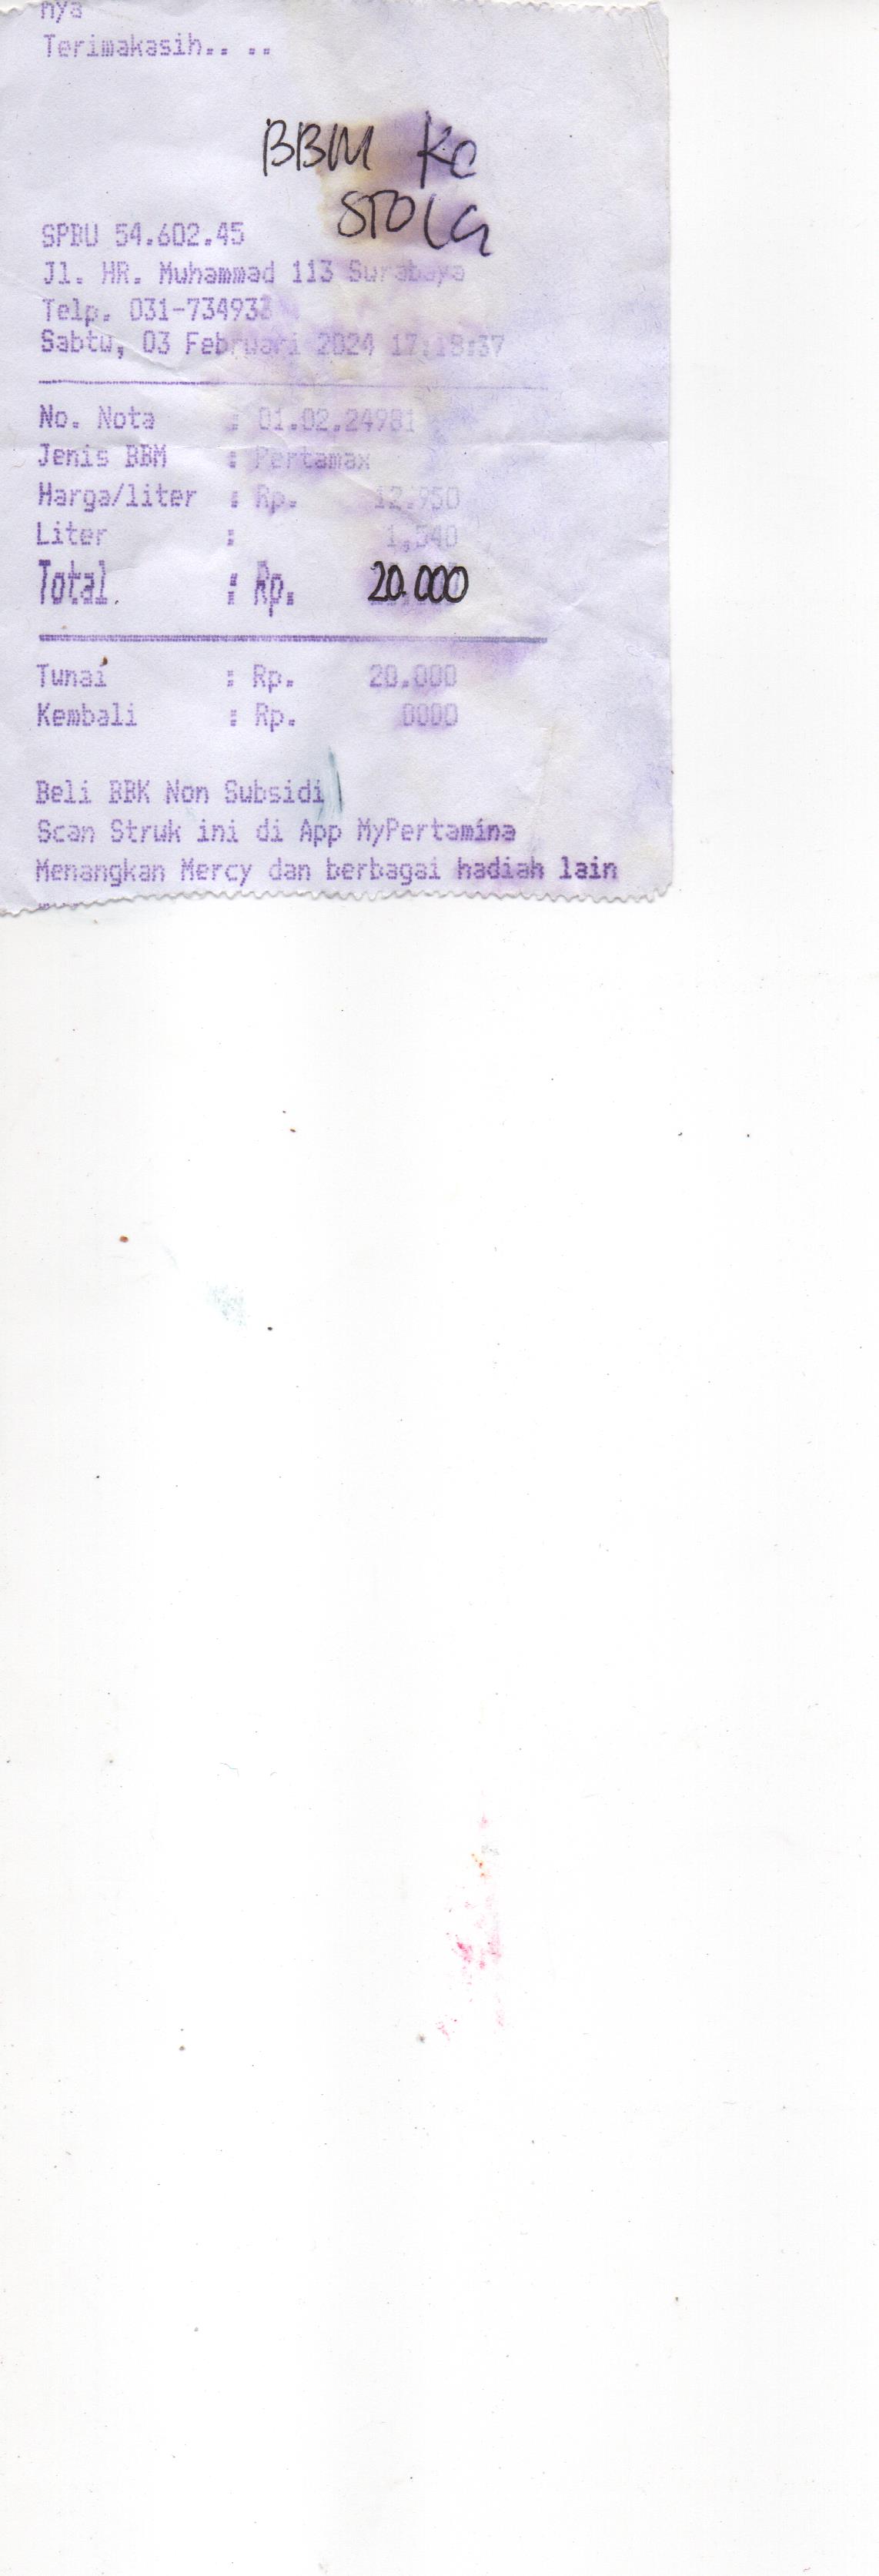 nya
Terimakasih.. ..
BBM Ke
SPBU 54.602.45
Jl. HR. Muhammad 113 Surabaya
Telp. 031-734933
Sabtu, 03 Februari 2024 17:18:37
No. Nota : 01.02.24981
Jenis BBM : Pertamax
Harga/liter : Rp. 12.950
Liter : 1,540
Total : Rp. 20.000
Tunai : Rp. 20.000
Kembali : Rp. 0000
Beli BBK Non Subsidi
Scan Struk ini di App MyPertamina
Menangkan Mercy dan berbagai hadiah lain